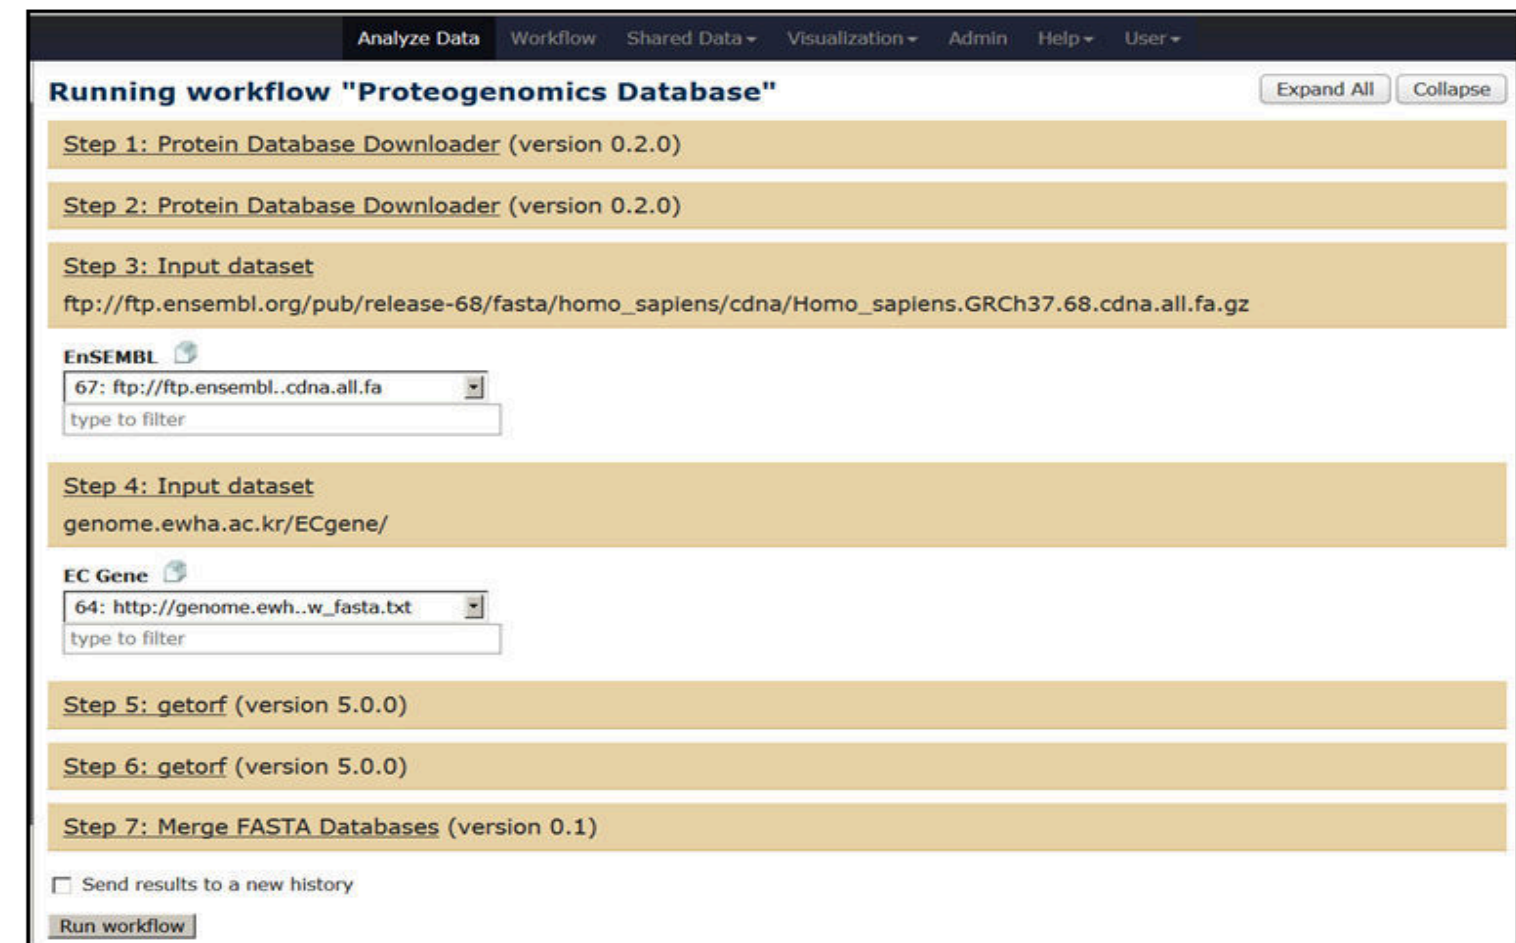 Analyze Data Workflow Shared Data Visualization Admin Help User
Running workflow "Proteogenomics Database" Expand All Collapse
Step 1: Protein Database Downloader (version 0.2.0)
Step 2: Protein Database Downloader (version 0.2.0)
Step 3: Input dataset
ftp://ftp.ensembl.org/pub/release-68/fasta/homo_sapiens/cdna/Homo_sapiens.GRCh37.68.cdna.all.fa.gz
EnSEMBL
67: ftp://ftp.ensembl..cdna.all.fa
type to filter
Step 4: Input dataset
genome.ewha.ac.kr/ECgene/
EC Gene
64: http://genome.ewh..w_fasta.txt
type to filter
Step 5: getorf (version 5.0.0)
Step 6: getorf (version 5.0.0)
Step 7: Merge FASTA Databases (version 0.1)
Send results to a new history
Run workflow